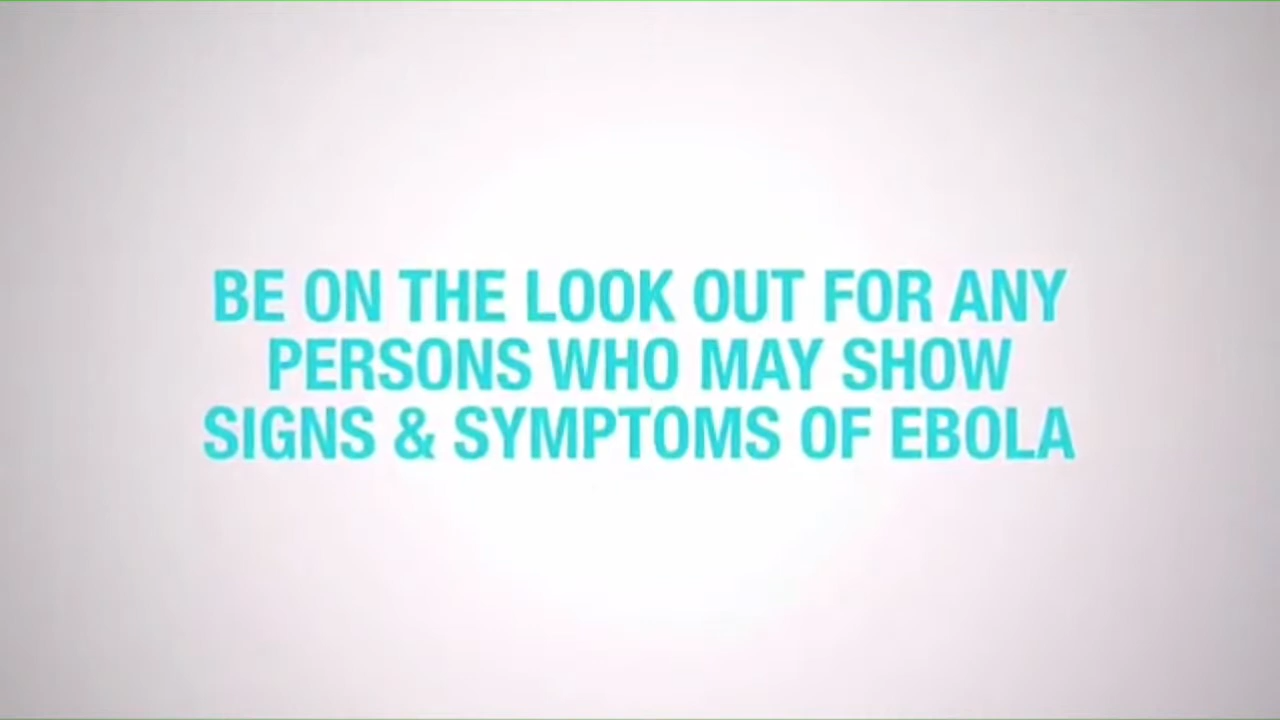 BE ON THE LOOK OUT FOR ANY
PERSONS WHO MAY SHOW
SIGNS & SYMPTOMS OF EBOLA